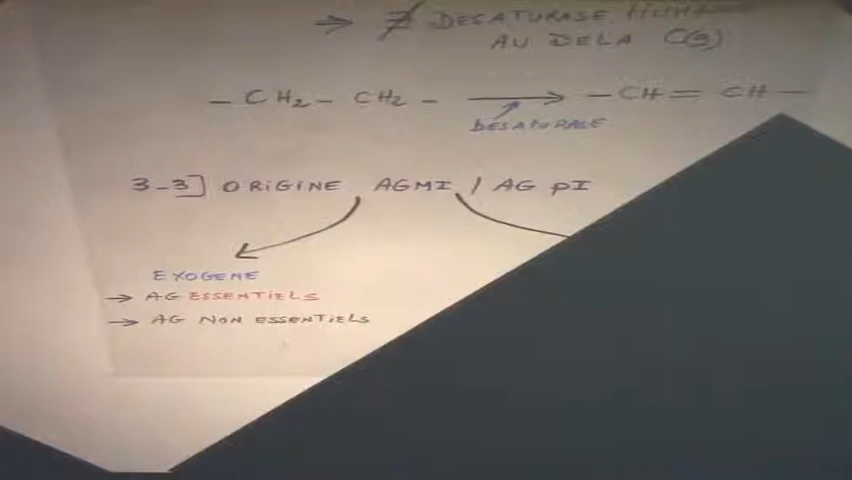 → ∄ DESATURASE HUMAINE
AU DELA C(9)
– CH2 – CH2 – → – CH = CH –
DESATURASE
3-3] ORIGINE AGMI / AG PI
EXOGENE
→ AG ESSENTIELS
→ AG NON ESSENTIELS